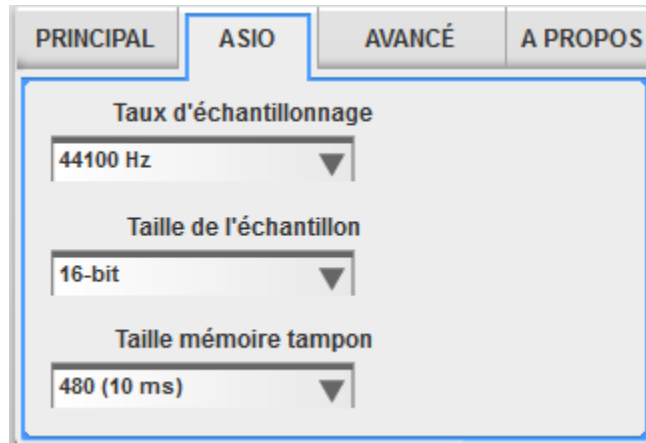 PRINCIPAL ASIO AVANCÉ A PROPOS
Taux d'échantillonnage
44100 Hz
Taille de l'échantillon
16-bit
Taille mémoire tampon
480 (10 ms)